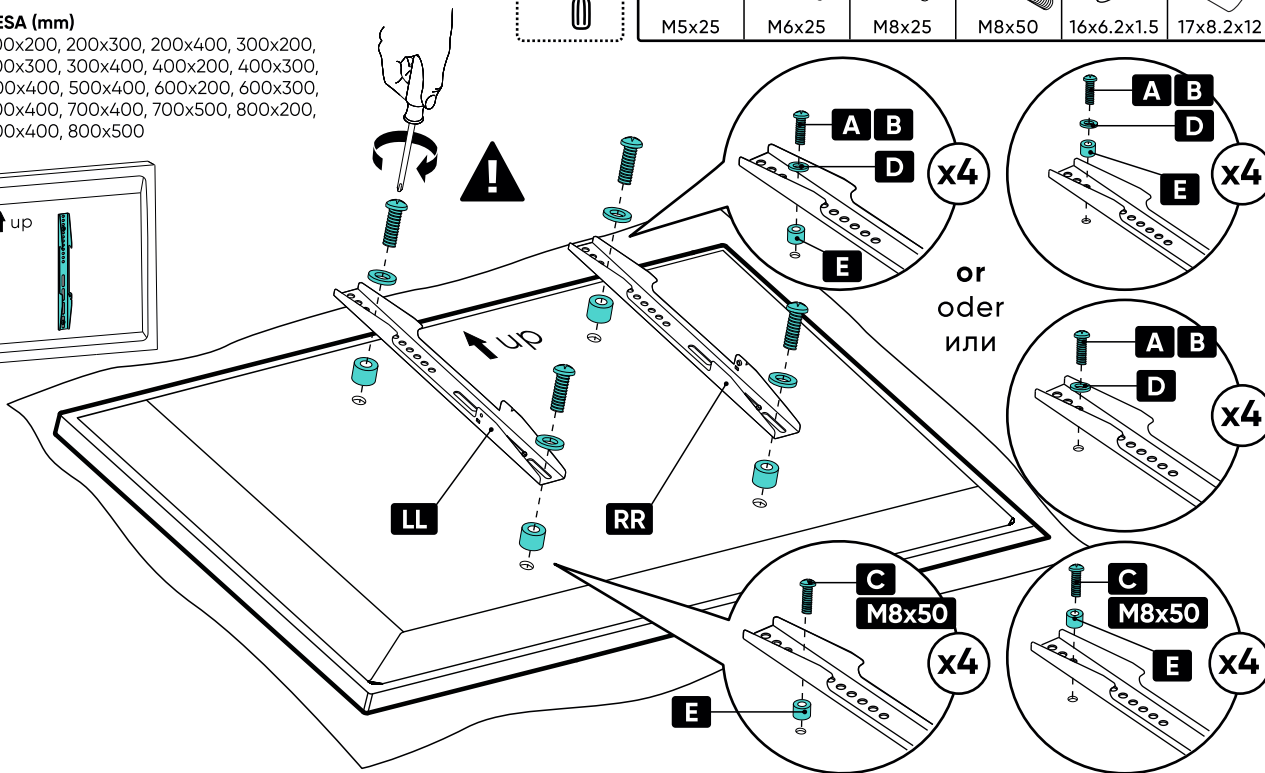 ESA (mm)
00x200, 200x300, 200x400, 300x200,
00x300, 300x400, 400x200, 400x300,
00x400, 500x400, 600x200, 600x300,
00x400, 700x400, 700x500, 800x200,
00x400, 800x500
M5x25
M6x25
M8x25
M8x50
16x6.2x1.5
17x8.2x12
up
!
up
LL
RR
A B
D
E
x4
or
oder
или
A B
D
E
x4
A B
D
x4
C
M8x50
E
x4
C
M8x50
E
x4